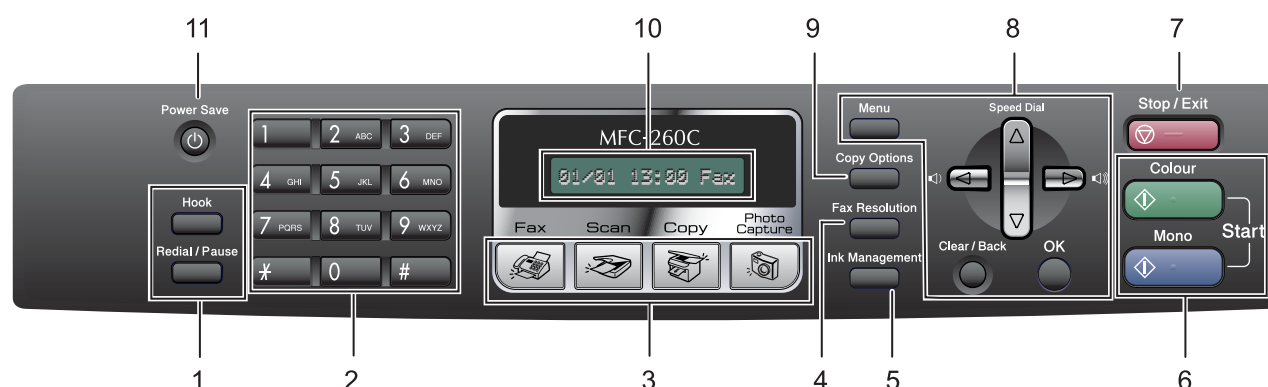 11 10 9 8 7
Power Save
1 2 ABC 3 DEF
4 GHI 5 JKL 6 MNO
7 PQRS 8 TUV 9 WXYZ
* 0 #
Hook
Redial / Pause
MFC-260C
01/01 13:00 Fax
Fax Scan Copy Photo Capture
Menu
Copy Options
Fax Resolution
Ink Management
Speed Dial
Clear / Back OK
Stop / Exit
Colour
Mono
Start
1 2 3 4 5 6